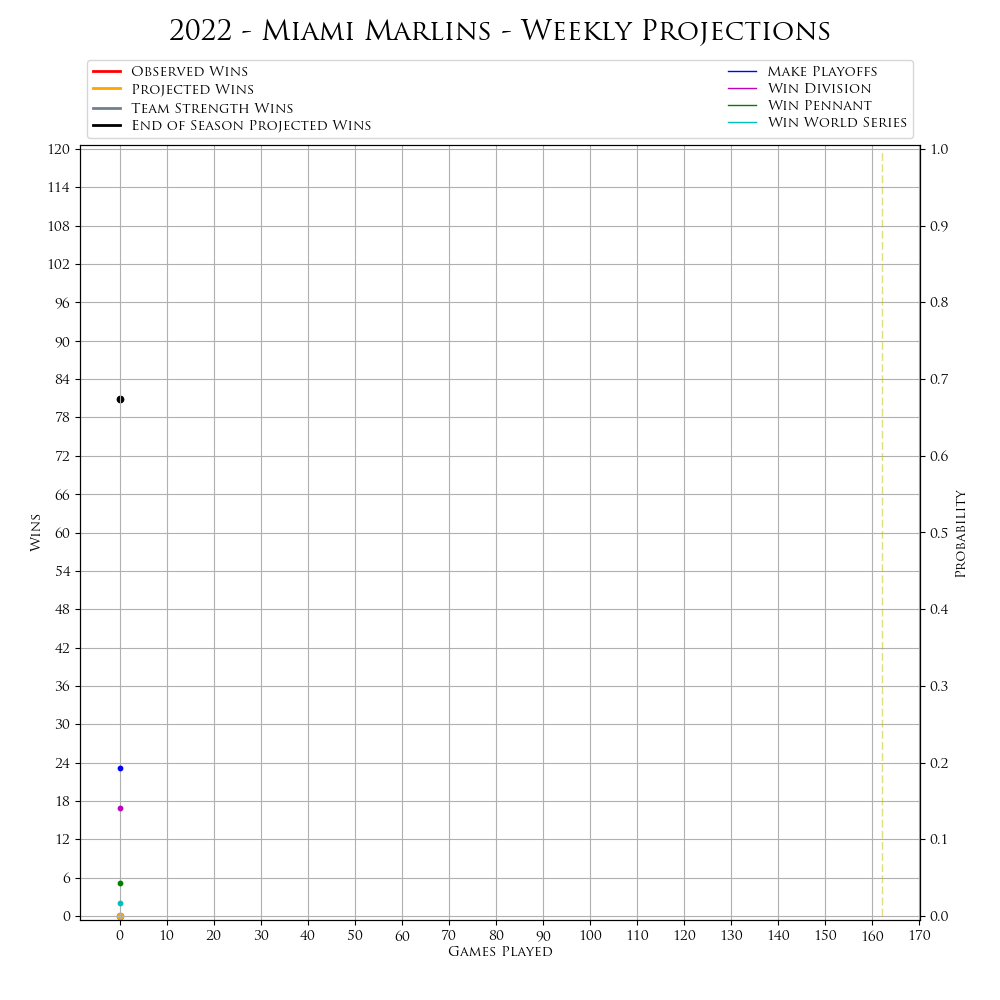 2022 - Miami Marlins - Weekly Projections
Observed Wins
Projected Wins
Team Strength Wins
End of Season Projected Wins
Make Playoffs
Win Division
Win Pennant
Win World Series
120
114
108
102
96
90
84
78
72
66
60
54
48
42
36
30
24
18
12
6
0
Wins
1.0
0.9
0.8
0.7
0.6
0.5
0.4
0.3
0.2
0.1
0.0
Probability
0 10 20 30 40 50 60 70 80 90 100 110 120 130 140 150 160 170
Games Played